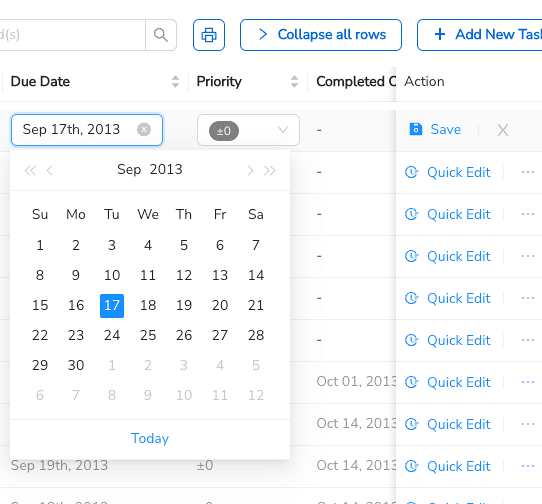 d(s)
Collapse all rows
Add New Task
Due Date Priority Completed Action
Sep 17th, 2013 ±0 - Save X
Sep 2013 - Quick Edit ...
Su Mo Tu We Th Fr Sa - Quick Edit ...
1 2 3 4 5 6 7 - Quick Edit ...
8 9 10 11 12 13 14
15 16 17 18 19 20 21 - Quick Edit ...
22 23 24 25 26 27 28 - Quick Edit ...
29 30 1 2 3 4 5 Oct 01, 2013 Quick Edit ...
6 7 8 9 10 11 12
Oct 14, 2013 Quick Edit ...
Today
Sep 19th, 2013 ±0 Oct 14, 2013 Quick Edit ...